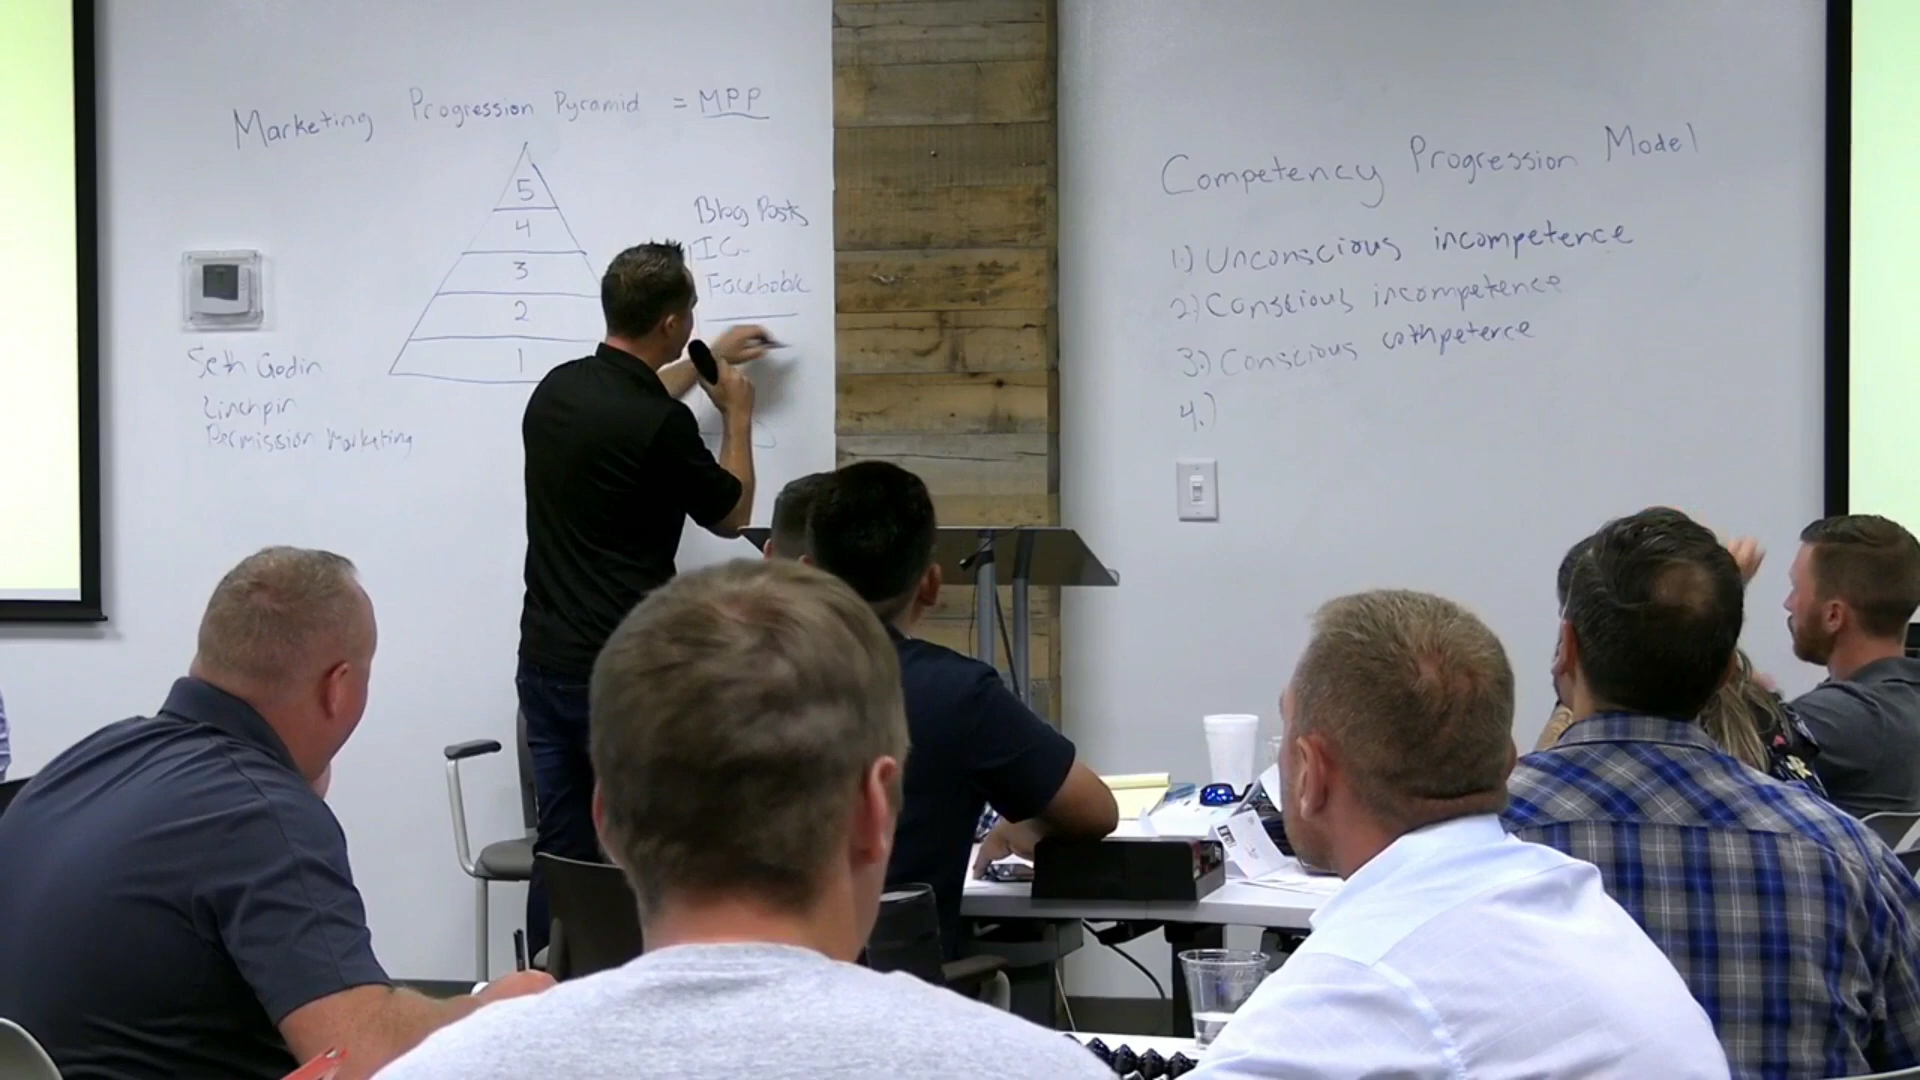 Marketing Progression Pyramid = MPP
5
4
3
2
1
Blog Posts
Facebook
Seth Godin
Linchpin
Permission Marketing
Competency Progression Model
1.) Unconscious incompetence
2) Conscious incompetence
3.) Conscious competence
4.)